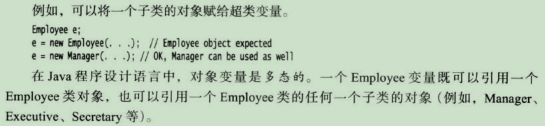 例如，可以将一个子类的对象赋给超类变量。
Employee e;
e = new Employee(. . .); // Employee object expected
e = new Manager(. . .); // OK, Manager can be used as well
在 Java 程序设计语言中，对象变量是多态的。一个 Employee 变量既可以引用一个
Employee 类对象，也可以引用一个 Employee 类的任何一个子类的对象（例如，Manager、
Executive、Secretary 等）。